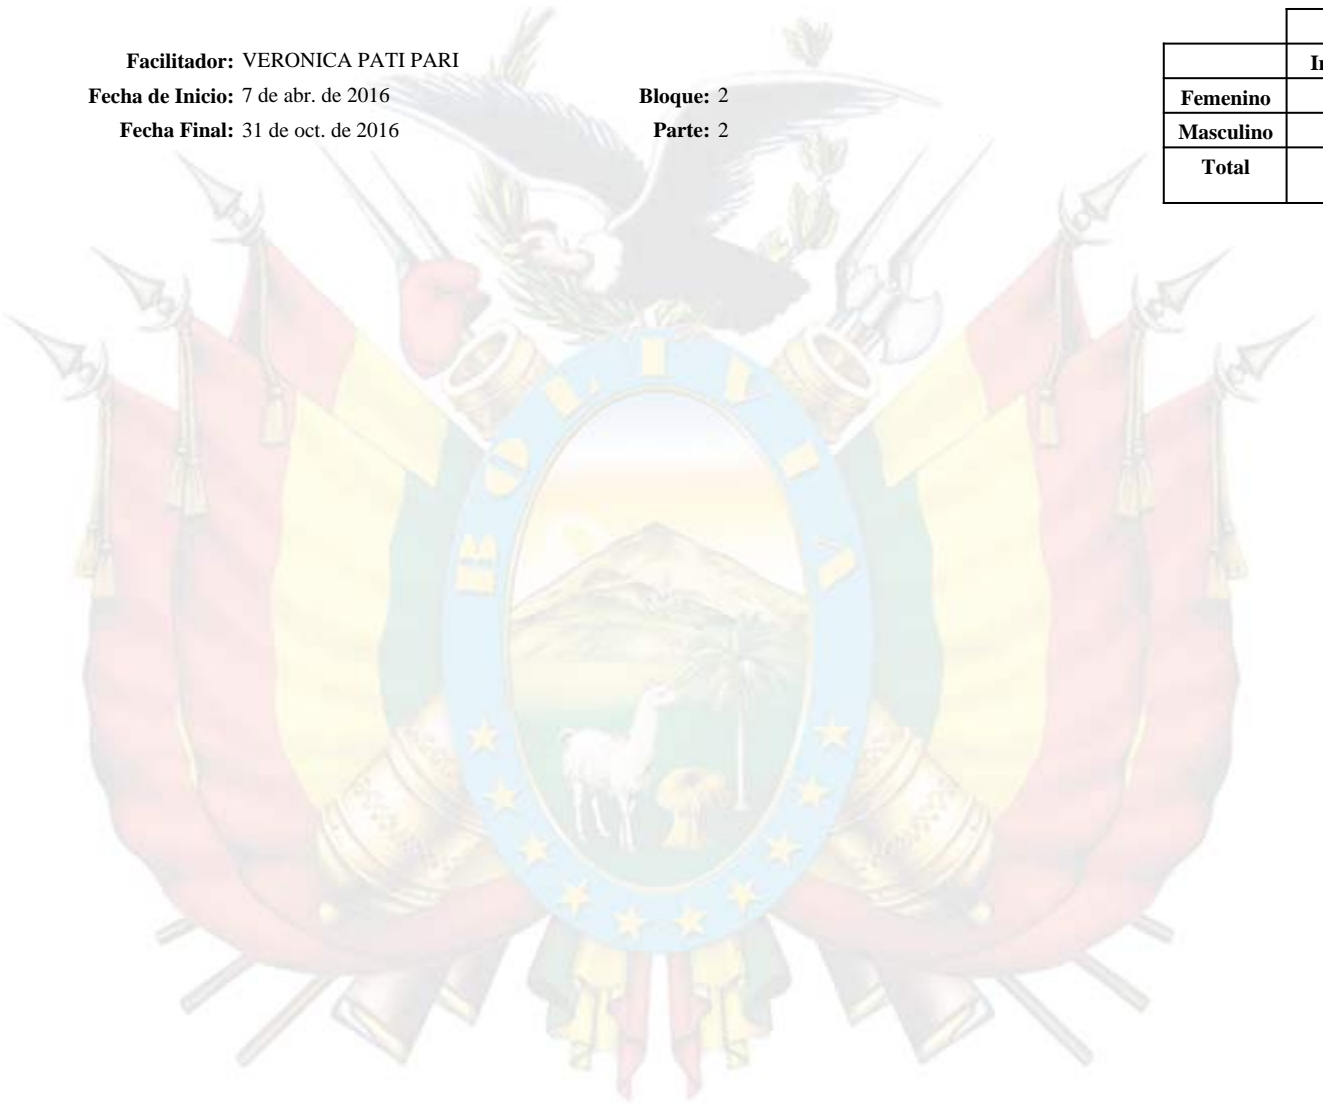 Facilitador: VERONICA PATI PARI
Fecha de Inicio: 7 de abr. de 2016
Bloque: 2
Fecha Final: 31 de oct. de 2016
Parte: 2
Femenino
Masculino
Total
BOLIVIA